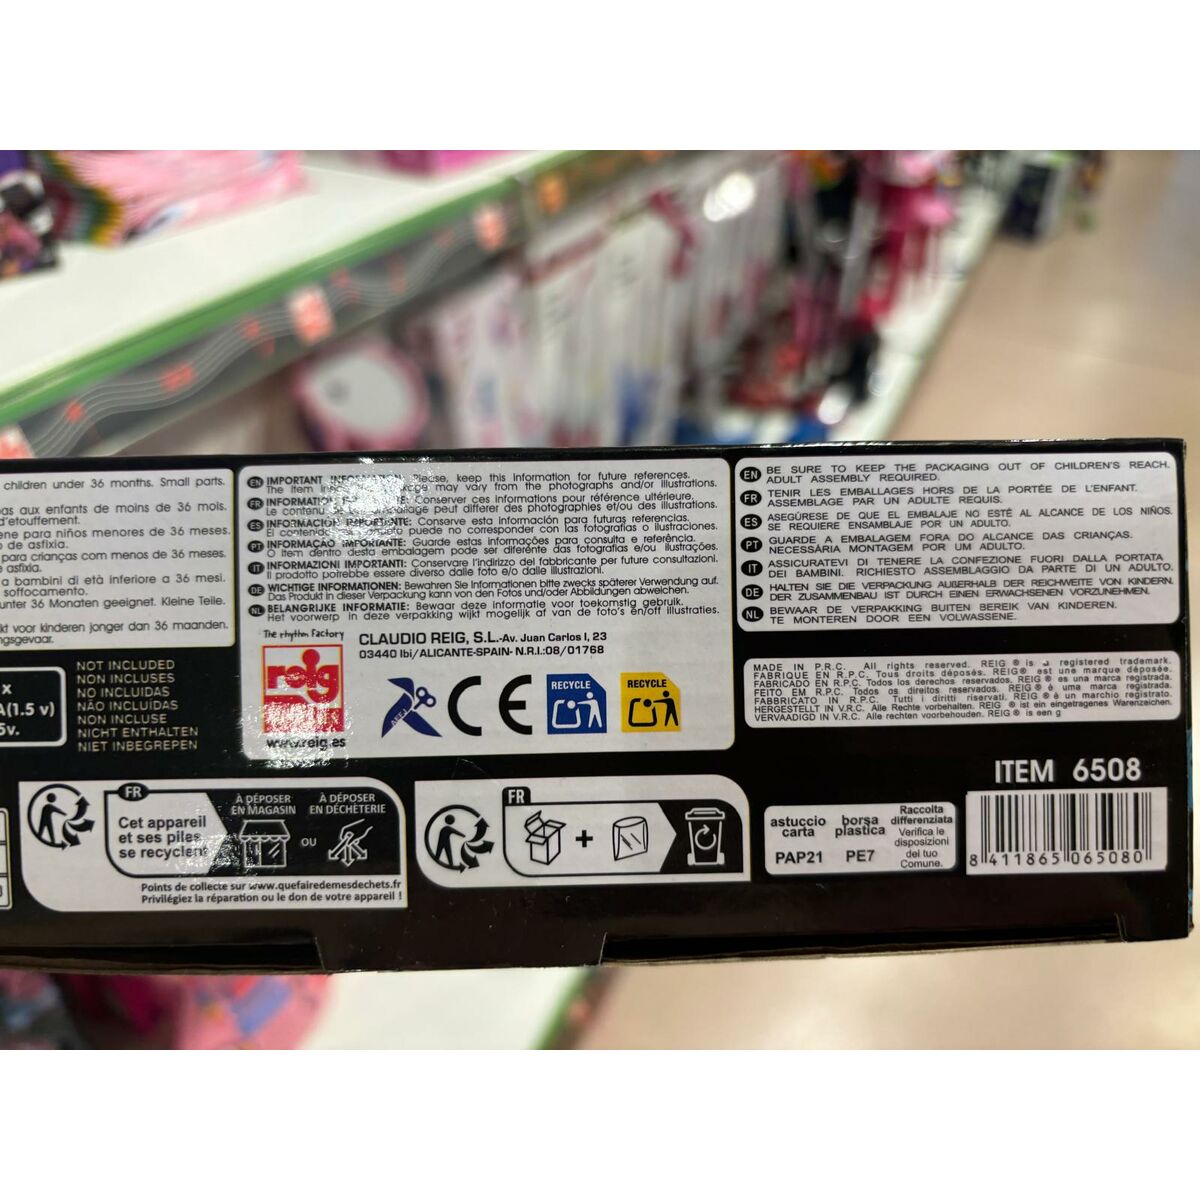 children under 36 months. Small parts.
aux enfants de moins de 36 mois.
d'etouffement.
para niños menores de 36 meses.
de asfixia.
para crianças com menos de 36 meses.
asfixia.
a bambini di età inferiore a 36 mesi.
soffocamento.
unter 36 Monaten geeignet. Kleine Teile.
voor kinderen jonger dan 36 maanden.
x
A(1.5 v)
5v.
NOT INCLUDED
NON INCLUSES
NO INCLUIDAS
NÃO INCLUÍDAS
NON INCLUSE
NICHT ENTHALTEN
NIET INBEGREPEN
EN IMPORTANT INFORMATION: Please, keep this information for future references.
The item may vary from the photographs and/or illustrations.
FR INFORMATION Conserver ces informations pour référence ultérieure.
Le contenu peut différer des photographies et/ou des illustrations.
ES INFORMACIÓN IMPORTANTE: Conserve esta información para futuras referencias.
El contenido puede no corresponder con las fotografías o ilustraciones.
PT INFORMAÇÃO IMPORTANTE: Guarde estas informações para consulta e referência.
O item dentro desta embalagem pode ser diferente das fotografias e/ou ilustrações.
IT INFORMAZIONI IMPORTANTI: Conservare l'indirizzo del fabbricante per future consultazioni.
Il prodotto potrebbe essere diverso dalle foto e/o dalle illustrazioni.
DE WICHTIGE INFORMATIONEN: Bewahren Sie Informationen bitte zwecks späterer Verwendung auf.
Das Produkt in dieser Verpackung kann von den Fotos und/oder Abbildungen abweichen.
NL BELANGRIJKE INFORMATIE: Bewaar deze informatie voor toekomstig gebruik.
Het voorwerp in deze verpakking wijkt mogelijk af van de foto's en/of illustraties.
The rhythm Factory
reig
www.reig.es
CLAUDIO REIG, S.L.-Av. Juan Carlos I, 23
03440 Ibi/ALICANTE-SPAIN- N.R.I.:08/01768
CE
RECYCLE
RECYCLE
EN BE SURE TO KEEP THE PACKAGING OUT OF CHILDREN'S REACH.
ADULT ASSEMBLY REQUIRED.
FR TENIR LES EMBALLAGES HORS DE LA PORTÉE DE L'ENFANT.
ASSEMBLAGE PAR UN ADULTE REQUIS.
ES ASEGÚRESE DE QUE EL EMBALAJE NO ESTÉ AL ALCANCE DE LOS NIÑOS.
SE REQUIERE ENSAMBLAJE POR UN ADULTO.
PT GUARDE A EMBALAGEM FORA DO ALCANCE DAS CRIANÇAS.
NECESSÁRIA MONTAGEM POR UM ADULTO.
IT ASSICURATEVI DI TENERE LA CONFEZIONE FUORI DALLA PORTATA
DEI BAMBINI. RICHIESTO ASSEMBLAGGIO DA PARTE DI UN ADULTO.
DE HALTEN SIE DIE VERPACKUNG AUßERHALB DER REICHWEITE VON KINDERN.
DER ZUSAMMENBAU IST DURCH EINEN ERWACHSENEN VORZUNEHMEN.
NL BEWAAR DE VERPAKKING BUITEN BEREIK VAN KINDEREN.
TE MONTEREN DOOR EEN VOLWASSENE.
MADE IN P.R.C. All rights reserved. REIG ® is a registered trademark.
FABRIQUÉ EN R.P.C. Tous droits déposés. REIG ® est une marque déposée.
FABRICADO EN R.P.C. Todos los derechos reservados. REIG ® es una marca registrada.
FEITO EM R.P.C. Todos os direitos reservados. REIG ® é uma marca registrada.
FABBRICATO IN R.P.C. Tutti i diritti riservati. REIG ® è un marchio registrato.
HERGESTELLT IN V.R.C. Alle Rechte vorbehalten. REIG ® ist ein eingetragenes Warenzeichen.
VERVAARDIGD IN V.R.C. Alle rechten voorbehouden. REIG ® is een g
ITEM 6508
8 411865 065080
FR
Cet appareil
et ses piles
se recyclent
À DÉPOSER
EN MAGASIN
OU
À DÉPOSER
EN DÉCHÈTERIE
Points de collecte sur www.quefairedemesdechets.fr
Privilégiez la réparation ou le don de votre appareil !
FR
+
astuccio
carta
PAP21
borsa
plastica
PE7
Raccolta
differenziata
Verifica le
disposizioni
del tuo
Comune.